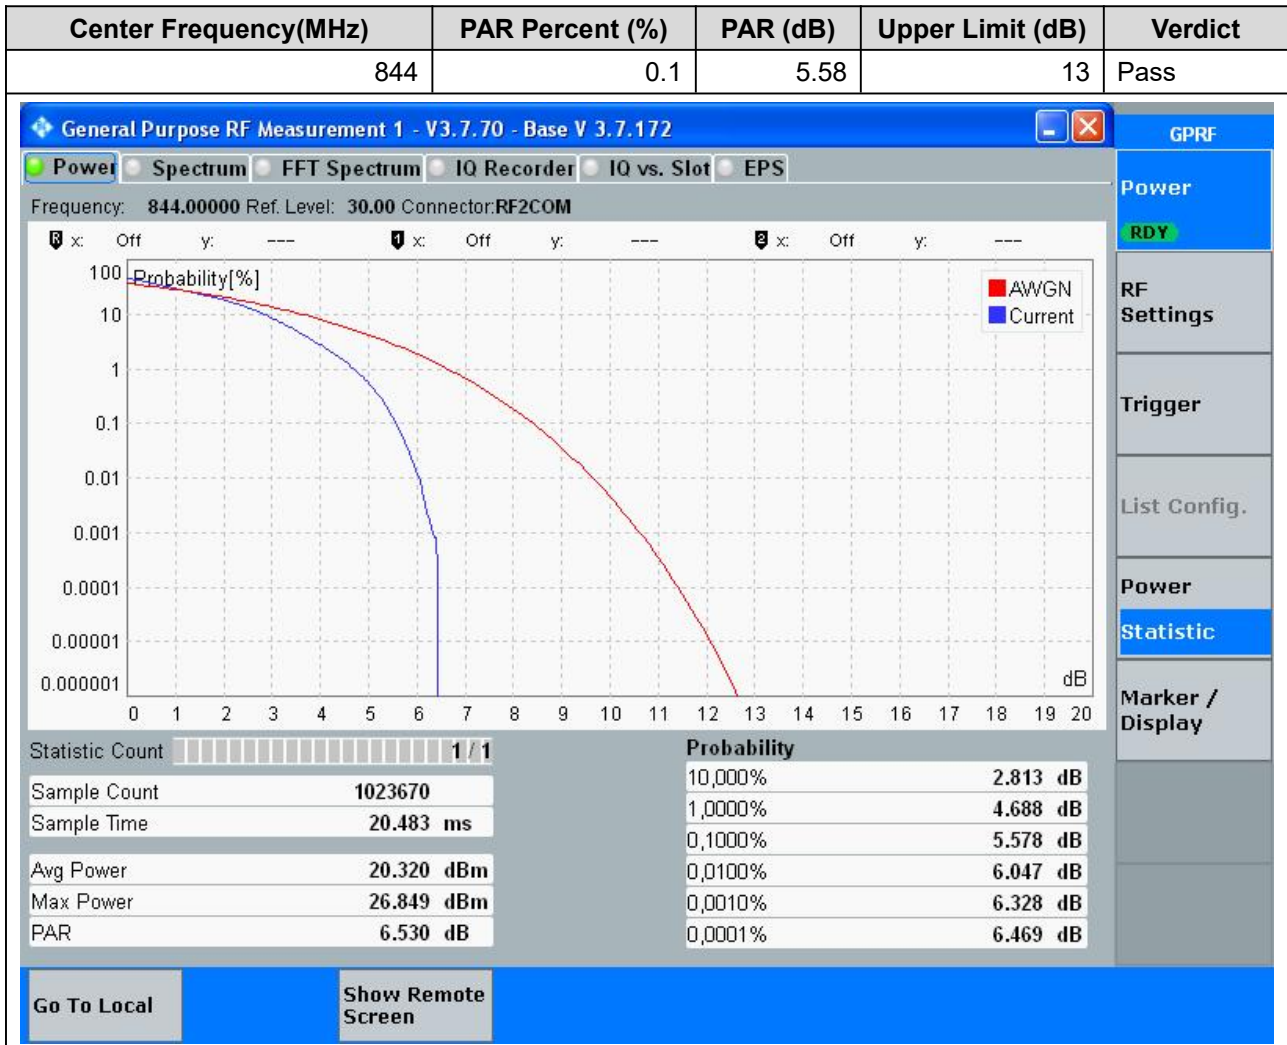 Center Frequency(MHz) PAR Percent (%) PAR (dB) Upper Limit (dB) Verdict
844 0.1 5.58 13 Pass
General Purpose RF Measurement 1 - V3.7.70 - Base V 3.7.172
GPRF
Power Spectrum FFT Spectrum IQ Recorder IQ vs. Slot EPS
Frequency: 844.00000 Ref. Level: 30.00 Connector:RF2COM
R x: Off y: --- 1 x: Off y: --- 2 x: Off y: ---
Probability[%]
AWGN
Current
100
10
1
0.1
0.01
0.001
0.0001
0.00001
0.000001
dB
0 1 2 3 4 5 6 7 8 9 10 11 12 13 14 15 16 17 18 19 20
Statistic Count 1 / 1
Sample Count 1023670
Sample Time 20.483 ms
Avg Power 20.320 dBm
Max Power 26.849 dBm
PAR 6.530 dB
Probability
10,000% 2.813 dB
1,0000% 4.688 dB
0,1000% 5.578 dB
0,0100% 6.047 dB
0,0010% 6.328 dB
0,0001% 6.469 dB
Power
RDY
RF
Settings
Trigger
List Config.
Power
Statistic
Marker /
Display
Go To Local
Show Remote
Screen